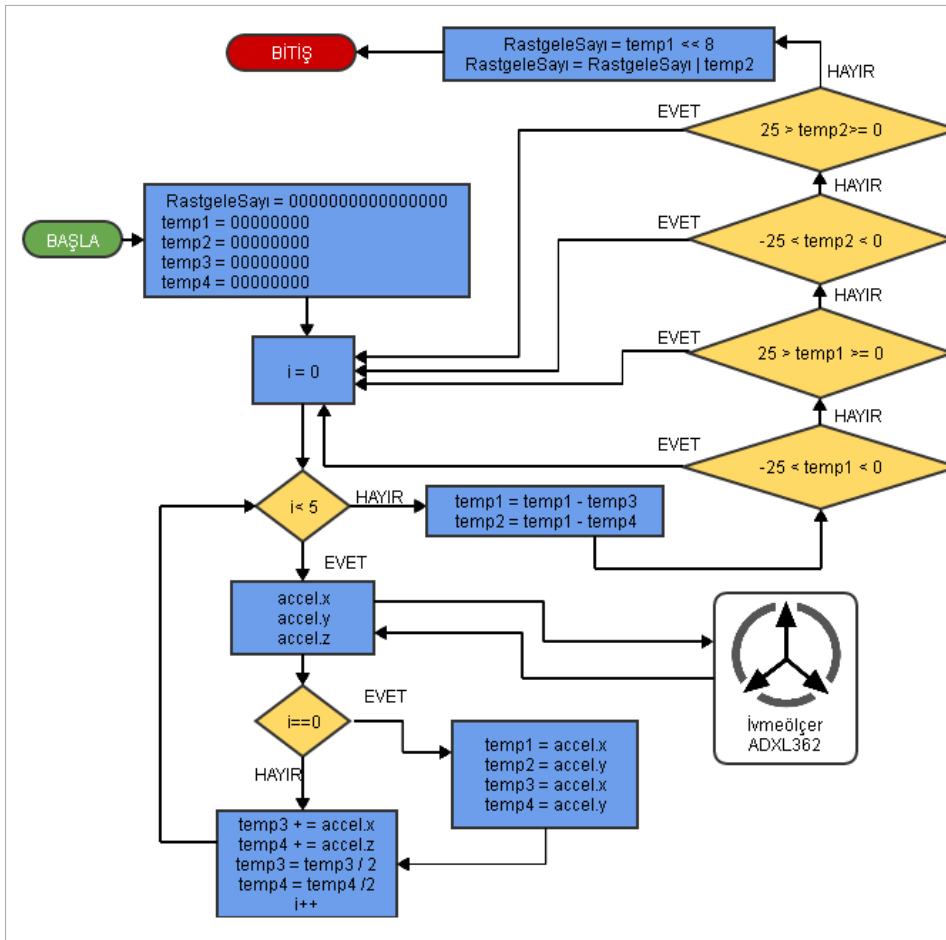 BİTİŞ
RastgeleSayı = temp1 << 8
RastgeleSayı = RastgeleSayı | temp2
HAYIR
EVET
25 > temp2>= 0
HAYIR
EVET
-25 < temp2 < 0
HAYIR
EVET
25 > temp1 >= 0
HAYIR
EVET
-25 < temp1 < 0
BAŞLA
RastgeleSayı = 0000000000000000
temp1 = 00000000
temp2 = 00000000
temp3 = 00000000
temp4 = 00000000
i = 0
i< 5
HAYIR
temp1 = temp1 - temp3
temp2 = temp1 - temp4
EVET
accel.x
accel.y
accel.z
İvmeölçer
ADXL362
i==0
EVET
temp1 = accel.x
temp2 = accel.y
temp3 = accel.x
temp4 = accel.y
HAYIR
temp3 + = accel.x
temp4 + = accel.z
temp3 = temp3 / 2
temp4 = temp4 /2
i++